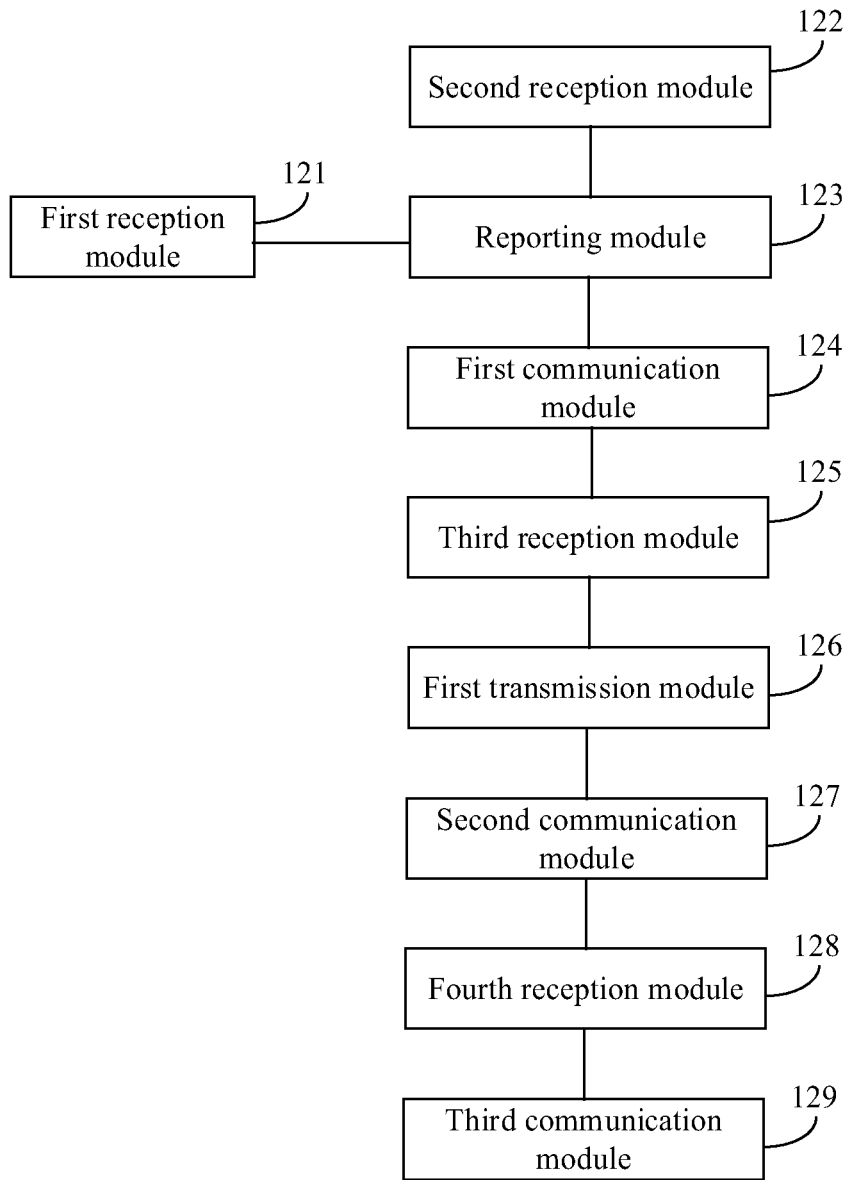 122
Second reception module
121
First reception
module
123
Reporting module
124
First communication
module
125
Third reception module
126
First transmission module
127
Second communication
module
128
Fourth reception module
129
Third communication
module